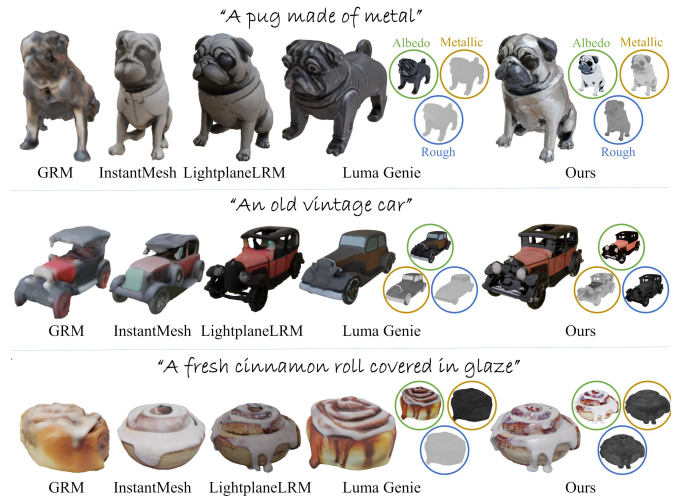 “A pug made of metal”
Albedo Metallic Albedo Metallic
Rough Rough
GRM InstantMesh LightplaneLRM Luma Genie Ours
“An old vintage car”
GRM InstantMesh LightplaneLRM Luma Genie Ours
“A fresh cinnamon roll covered in glaze”
GRM InstantMesh LightplaneLRM Luma Genie Ours